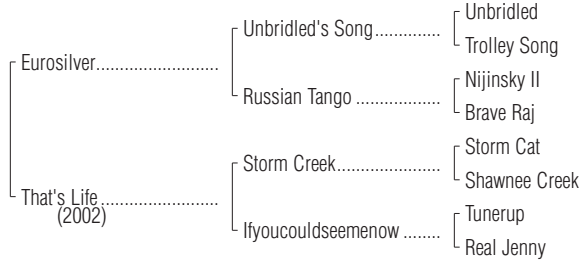 Unbridled
Unbridled's Song..............
Trolley Song
Eurosilver..........................
Nijinsky II
Russian Tango ..................
Brave Raj
Storm Cat
Storm Creek......................
Shawnee Creek
That's Life.........................
(2002)
Tunerup
Ifyoucouldseemenow ........
Real Jenny